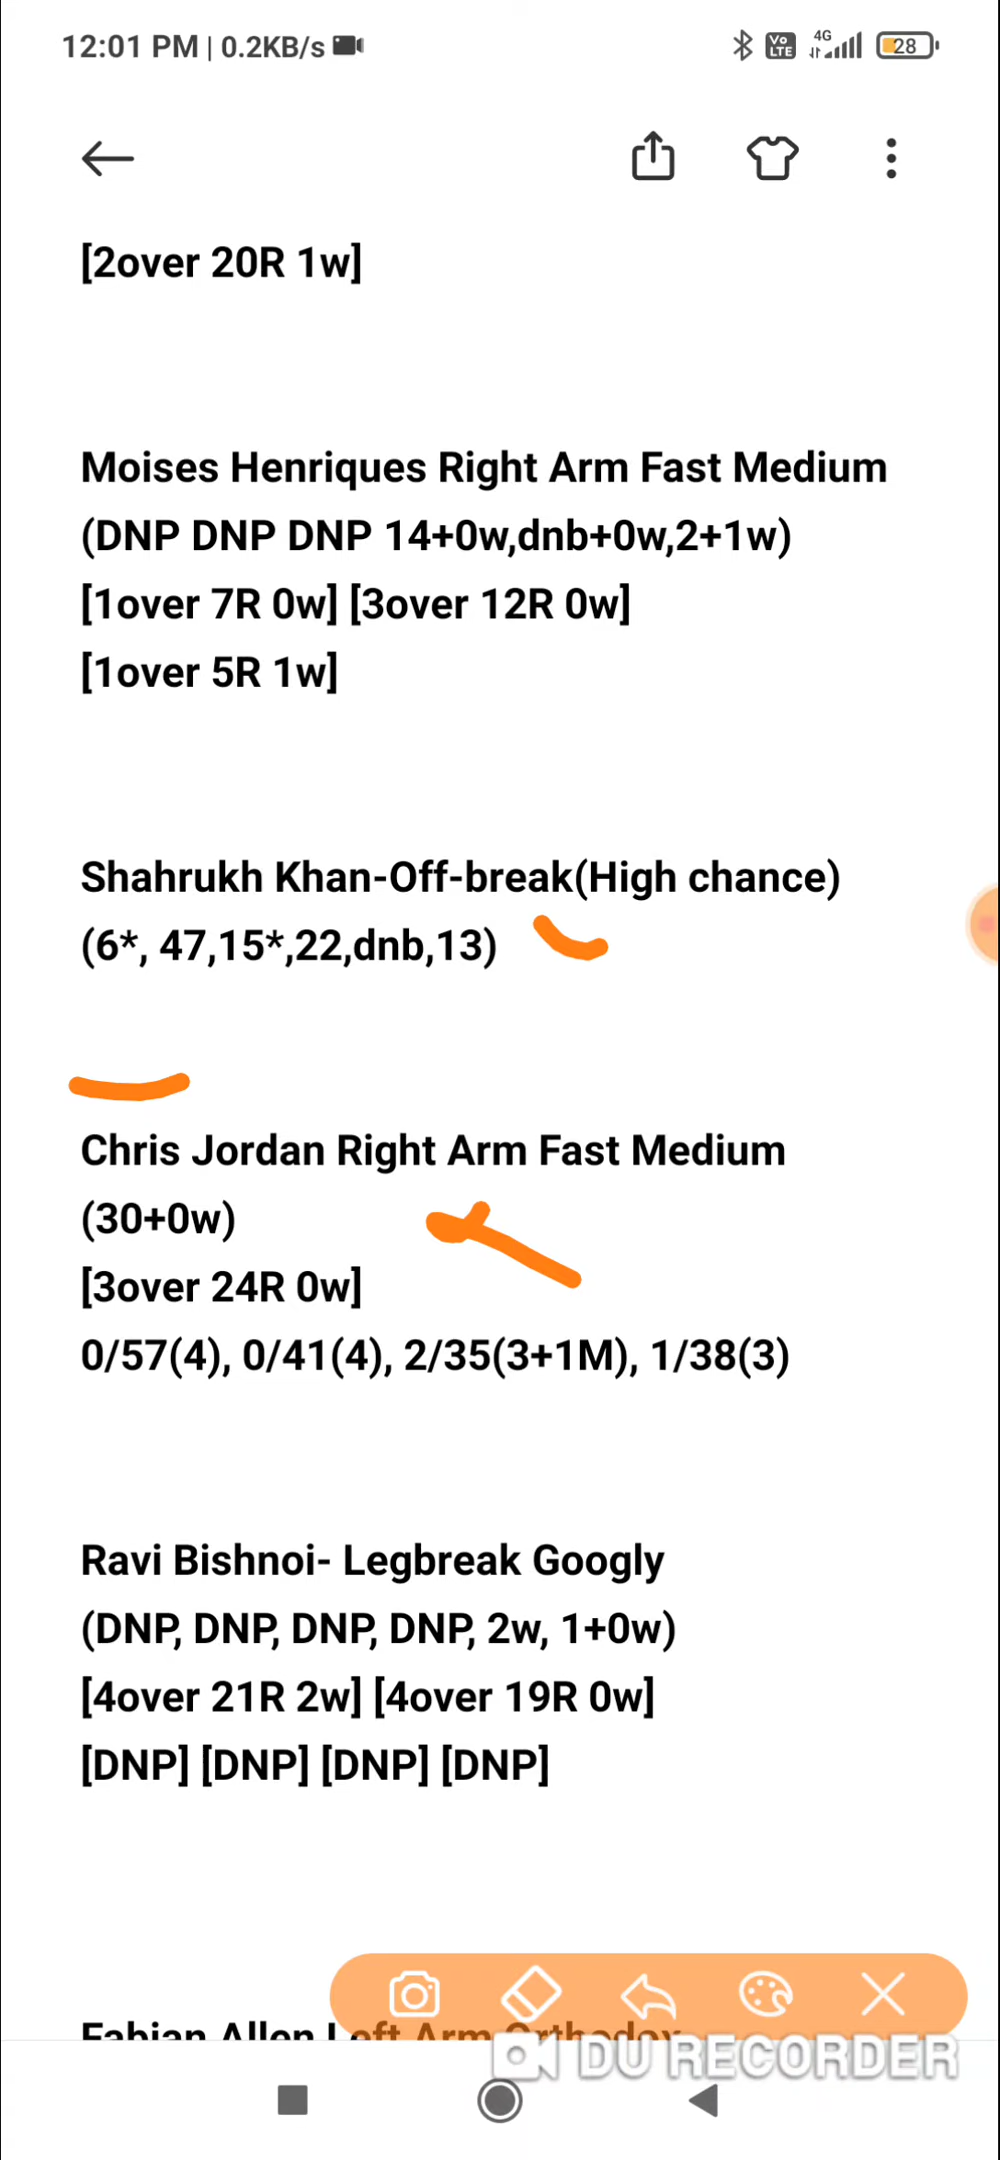 12:01 PM | 0.2KB/s Vo LTE 4G 28
[2over 20R 1w]
Moises Henriques Right Arm Fast Medium
(DNP DNP DNP 14+0w,dnb+0w,2+1w)
[1over 7R 0w] [3over 12R 0w]
[1over 5R 1w]
Shahrukh Khan-Off-break(High chance)
(6*, 47,15*,22,dnb,13)
Chris Jordan Right Arm Fast Medium
(30+0w)
[3over 24R 0w]
0/57(4), 0/41(4), 2/35(3+1M), 1/38(3)
Ravi Bishnoi- Legbreak Googly
(DNP, DNP, DNP, DNP, 2w, 1+0w)
[4over 21R 2w] [4over 19R 0w]
[DNP] [DNP] [DNP] [DNP]
Fabian Allen Left Arm Orthodox
DU RECORDER